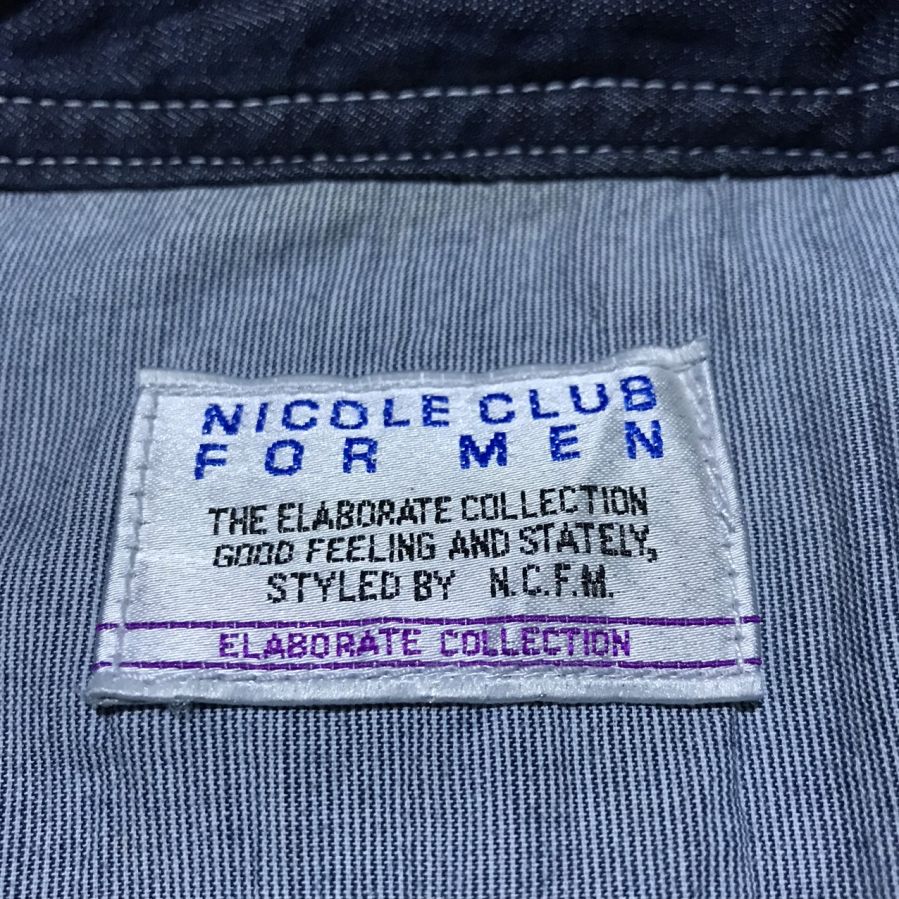 NICOLE CLUB
FOR MEN
THE ELABORATE COLLECTION
GOOD FEELING AND STATELY,
STYLED BY N.C.F.M.
ELABORATE COLLECTION